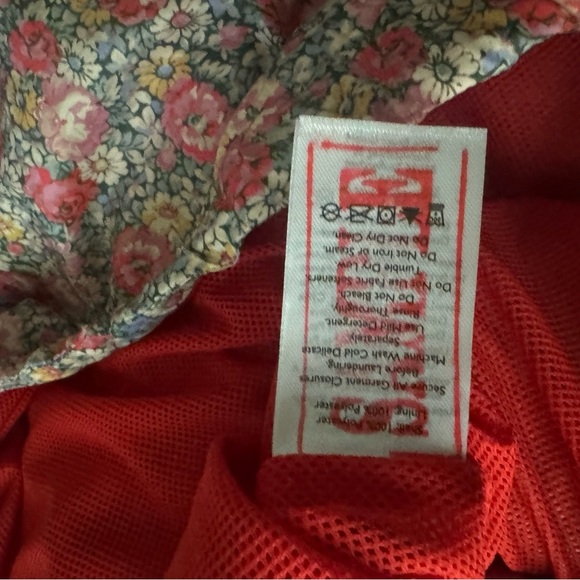 Shell: 100% Polyester
Lining: 100% Polyester
Secure All Garment Closures
Before Laundering.
Machine Wash Cold Delicate
Separately.
Use Mild Detergent.
Rinse Thoroughly.
Do Not Bleach.
Do Not Use Fabric Softeners.
Tumble Dry Low.
Do Not Iron or Steam.
Do Not Dry Clean.